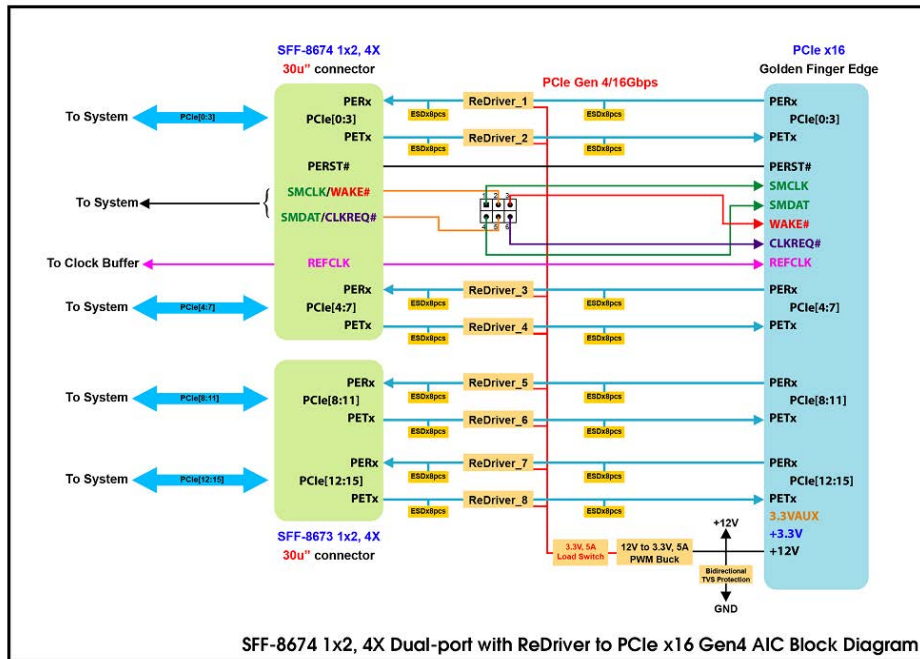 SFF-8674 1x2, 4X
30u" connector
PCIe x16
Golden Finger Edge
PCIe Gen 4/16Gbps
To System
PCIe[0:3]
PERx
PCIe[0:3]
PETx
ESDx8pcs
ReDriver_1
ESDx8pcs
ESDx8pcs
ReDriver_2
ESDx8pcs
PERx
PCIe[0:3]
PETx
PERST#
PERST#
To System
SMCLK/WAKE#
SMDAT/CLKREQ#
1 2 3
4 5 6
SMCLK
SMDAT
WAKE#
CLKREQ#
To Clock Buffer
REFCLK
REFCLK
To System
PCIe[4:7]
PERx
PCIe[4:7]
PETx
ESDx8pcs
ReDriver_3
ESDx8pcs
ESDx8pcs
ReDriver_4
ESDx8pcs
PERx
PCIe[4:7]
PETx
To System
PCIe[8:11]
PERx
PCIe[8:11]
PETx
ESDx8pcs
ReDriver_5
ESDx8pcs
ESDx8pcs
ReDriver_6
ESDx8pcs
PERx
PCIe[8:11]
PETx
To System
PCIe[12:15]
PERx
PCIe[12:15]
PETx
ESDx8pcs
ReDriver_7
ESDx8pcs
ESDx8pcs
ReDriver_8
ESDx8pcs
PERx
PCIe[12:15]
PETx
3.3VAUX
+3.3V
+12V
SFF-8673 1x2, 4X
30u" connector
3.3V, 5A
Load Switch
12V to 3.3V, 5A
PWM Buck
+12V
Bidirectional
TVS Protection
GND
SFF-8674 1x2, 4X Dual-port with ReDriver to PCIe x16 Gen4 AIC Block Diagram